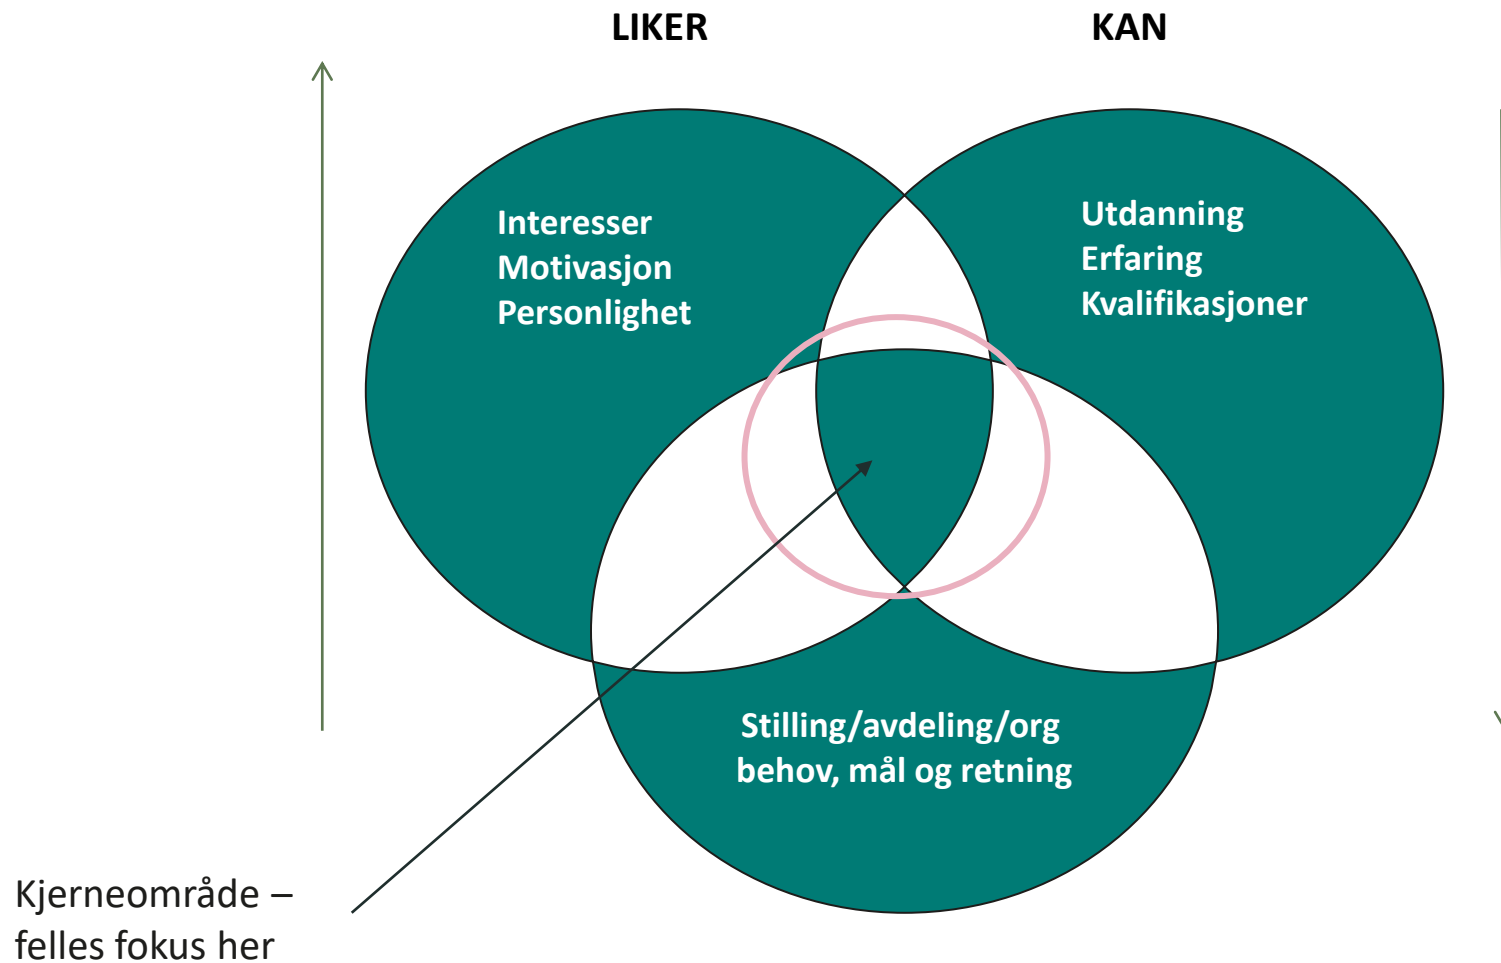 LIKER
KAN
Interesser
Motivasjon
Personlighet
Utdanning
Erfaring
Kvalifikasjoner
Stilling/avdeling/org
behov, mål og retning
Kjerneområde –
felles fokus her